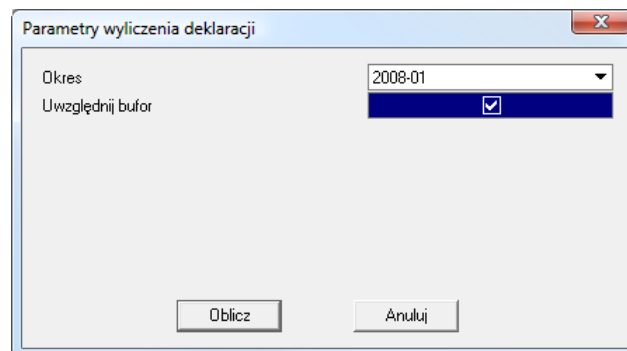 Parametry wyliczenia deklaracji
Okres 2008-01
Uwzględnij bufor
Oblicz Anuluj